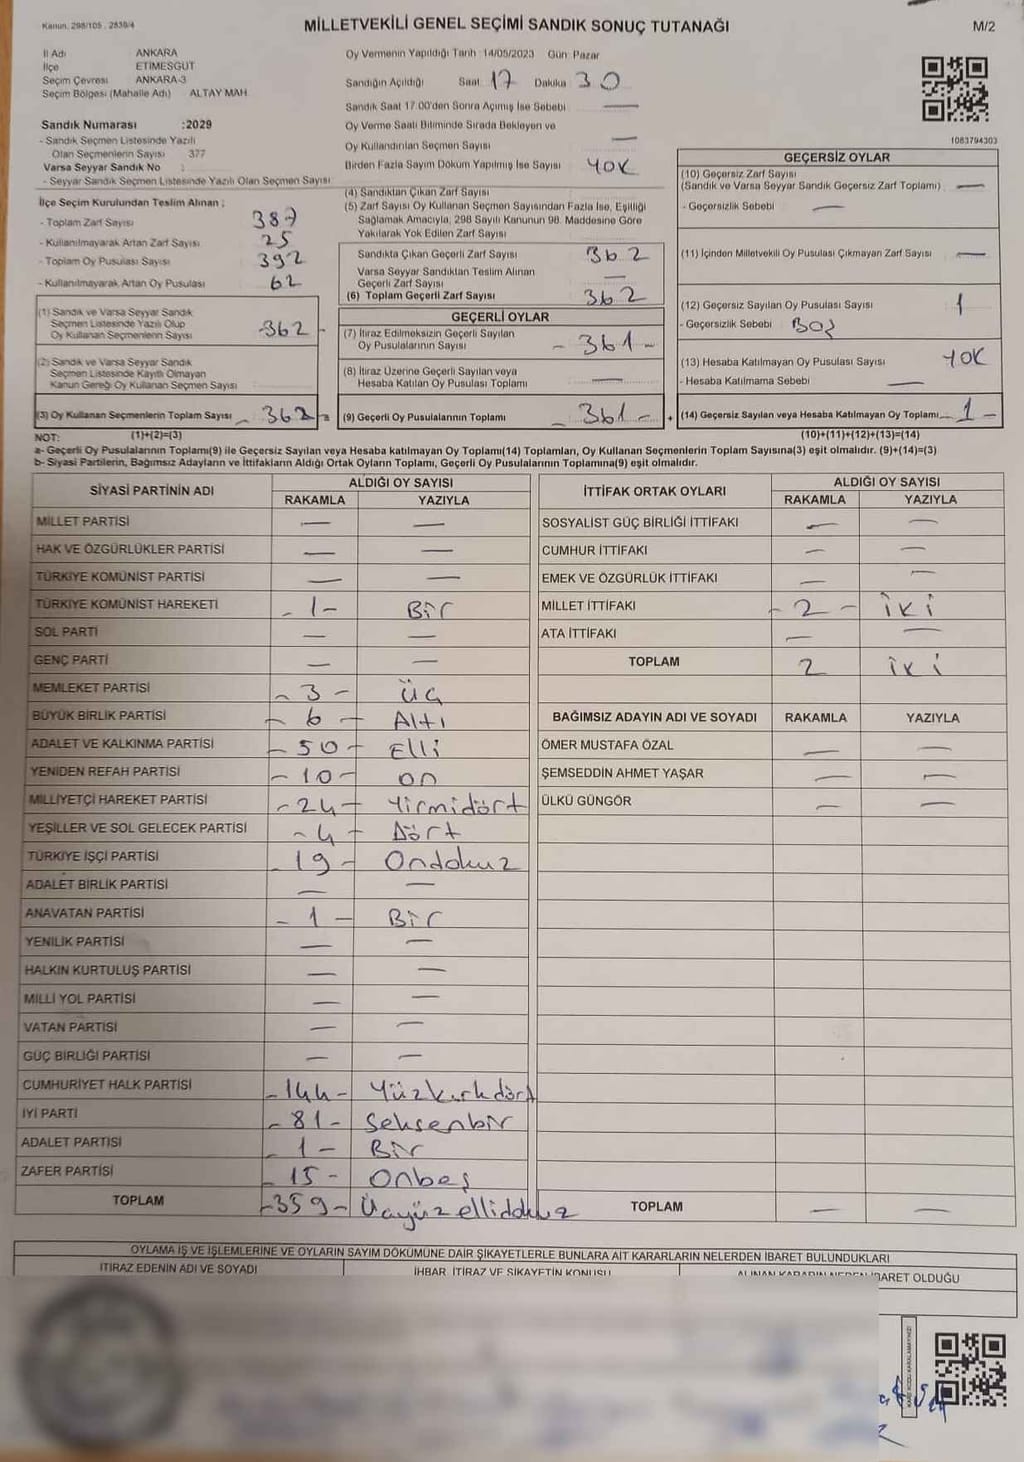 Kanun. 298/105 . 2839/4
MİLLETVEKİLİ GENEL SEÇİMİ SANDIK SONUÇ TUTANAĞI
M/2
İl Adı ANKARA
İlçe ETİMESGUT
Seçim Çevresi ANKARA-3
Seçim Bölgesi (Mahalle Adı) ALTAY MAH.
Sandık Numarası :2029
- Sandık Seçmen Listesinde Yazılı
Olan Seçmenlerin Sayısı 377
Varsa Seyyar Sandık No :
- Seyyar Sandık Seçmen Listesinde Yazılı Olan Seçmen Sayısı
Oy Vermenin Yapıldığı Tarih :14/05/2023 Gün :Pazar
Sandığın Açıldığı Saat 17 Dakika 30
Sandık Saat 17.00'den Sonra Açılmış İse Sebebi —
Oy Verme Saati Bitiminde Sırada Bekleyen ve
Oy Kullandırılan Seçmen Sayısı —
Birden Fazla Sayım Döküm Yapılmış İse Sayısı YOK
1083794303
İlçe Seçim Kurulundan Teslim Alınan ;
- Toplam Zarf Sayısı 387
- Kullanılmayarak Artan Zarf Sayısı 25
- Toplam Oy Pusulası Sayısı 392
- Kullanılmayarak Artan Oy Pusulası 62
(1) Sandık ve Varsa Seyyar Sandık
Seçmen Listesinde Yazılı Olup
Oy Kullanan Seçmenlerin Sayısı -362-
(2) Sandık ve Varsa Seyyar Sandık
Seçmen Listesinde Kayıtlı Olmayan
Kanun Gereği Oy Kullanan Seçmen Sayısı
(3) Oy Kullanan Seçmenlerin Toplam Sayısı - 362 -
(4) Sandıktan Çıkan Zarf Sayısı
(5) Zarf Sayısı Oy Kullanan Seçmen Sayısından Fazla İse, Eşitliği
Sağlamak Amacıyla, 298 Sayılı Kanunun 98. Maddesine Göre
Yakılarak Yok Edilen Zarf Sayısı
Sandıkta Çıkan Geçerli Zarf Sayısı 362
Varsa Seyyar Sandıktan Teslim Alınan
Geçerli Zarf Sayısı —
(6) Toplam Geçerli Zarf Sayısı 362
GEÇERLİ OYLAR
(7) İtiraz Edilmeksizin Geçerli Sayılan
Oy Pusulalarının Sayısı - 361 -
(8) İtiraz Üzerine Geçerli Sayılan veya
Hesaba Katılan Oy Pusulası Toplamı —
(9) Geçerli Oy Pusulalarının Toplamı - 361 -
GEÇERSİZ OYLAR
(10) Geçersiz Zarf Sayısı
(Sandık ve Varsa Seyyar Sandık Geçersiz Zarf Toplamı) —
- Geçersizlik Sebebi —
(11) İçinden Milletvekili Oy Pusulası Çıkmayan Zarf Sayısı —
(12) Geçersiz Sayılan Oy Pusulası Sayısı 1
- Geçersizlik Sebebi Boş
(13) Hesaba Katılmayan Oy Pusulası Sayısı YOK
- Hesaba Katılmama Sebebi —
+ (14) Geçersiz Sayılan veya Hesaba Katılmayan Oy Toplamı - 1 -
NOT: (1)+(2)=(3)
(10)+(11)+(12)+(13)=(14)
a- Geçerli Oy Pusulalarının Toplamı(9) ile Geçersiz Sayılan veya Hesaba katılmayan Oy Toplamı(14) Toplamları, Oy Kullanan Seçmenlerin Toplam Sayısına(3) eşit olmalıdır. (9)+(14)=(3)
b- Siyasi Partilerin, Bağımsız Adayların ve İttifakların Aldığı Ortak Oyların Toplamı, Geçerli Oy Pusulalarının Toplamına(9) eşit olmalıdır.
SİYASİ PARTİNİN ADI ALDIĞI OY SAYISI
RAKAMLA YAZIYLA
MİLLET PARTİSİ — —
HAK VE ÖZGÜRLÜKLER PARTİSİ — —
TÜRKİYE KOMÜNİST PARTİSİ — —
TÜRKİYE KOMÜNİST HAREKETİ - 1 - Bir
SOL PARTİ — —
GENÇ PARTİ — —
MEMLEKET PARTİSİ - 3 - Üç
BÜYÜK BİRLİK PARTİSİ - 6 - Altı
ADALET VE KALKINMA PARTİSİ - 50 - Elli
YENİDEN REFAH PARTİSİ - 10 - on
MİLLİYETÇİ HAREKET PARTİSİ - 24 - Yirmidört
YEŞİLLER VE SOL GELECEK PARTİSİ - 4 - Dört
TÜRKİYE İŞÇİ PARTİSİ - 19 - Ondokuz
ADALET BİRLİK PARTİSİ — —
ANAVATAN PARTİSİ - 1 - Bir
YENİLİK PARTİSİ — —
HALKIN KURTULUŞ PARTİSİ — —
MİLLİ YOL PARTİSİ — —
VATAN PARTİSİ — —
GÜÇ BİRLİĞİ PARTİSİ — —
CUMHURİYET HALK PARTİSİ - 144 - Yüzkırkdört
İYİ PARTİ - 81 - Seksenbir
ADALET PARTİSİ - 1 - Bir
ZAFER PARTİSİ - 15 - Onbeş
TOPLAM - 359 - Üçyüzellidokuz
İTTİFAK ORTAK OYLARI ALDIĞI OY SAYISI
RAKAMLA YAZIYLA
SOSYALİST GÜÇ BİRLİĞİ İTTİFAKI — —
CUMHUR İTTİFAKI — —
EMEK VE ÖZGÜRLÜK İTTİFAKI — —
MİLLET İTTİFAKI - 2 - iki
ATA İTTİFAKI — —
TOPLAM 2 iki
BAĞIMSIZ ADAYIN ADI VE SOYADI RAKAMLA YAZIYLA
ÖMER MUSTAFA ÖZAL — —
ŞEMSEDDİN AHMET YAŞAR — —
ÜLKÜ GÜNGÖR — —
TOPLAM — —
OYLAMA İŞ VE İŞLEMLERİNE VE OYLARIN SAYIM DÖKÜMÜNE DAİR ŞİKAYETLERLE BUNLARA AİT KARARLARIN NELERDEN İBARET BULUNDUKLARI
İTİRAZ EDENİN ADI VE SOYADI
İHBAR, İTİRAZ VE ŞİKAYETİN KONUSU
ALINAN KARARIN NEDEN İBARET OLDUĞU